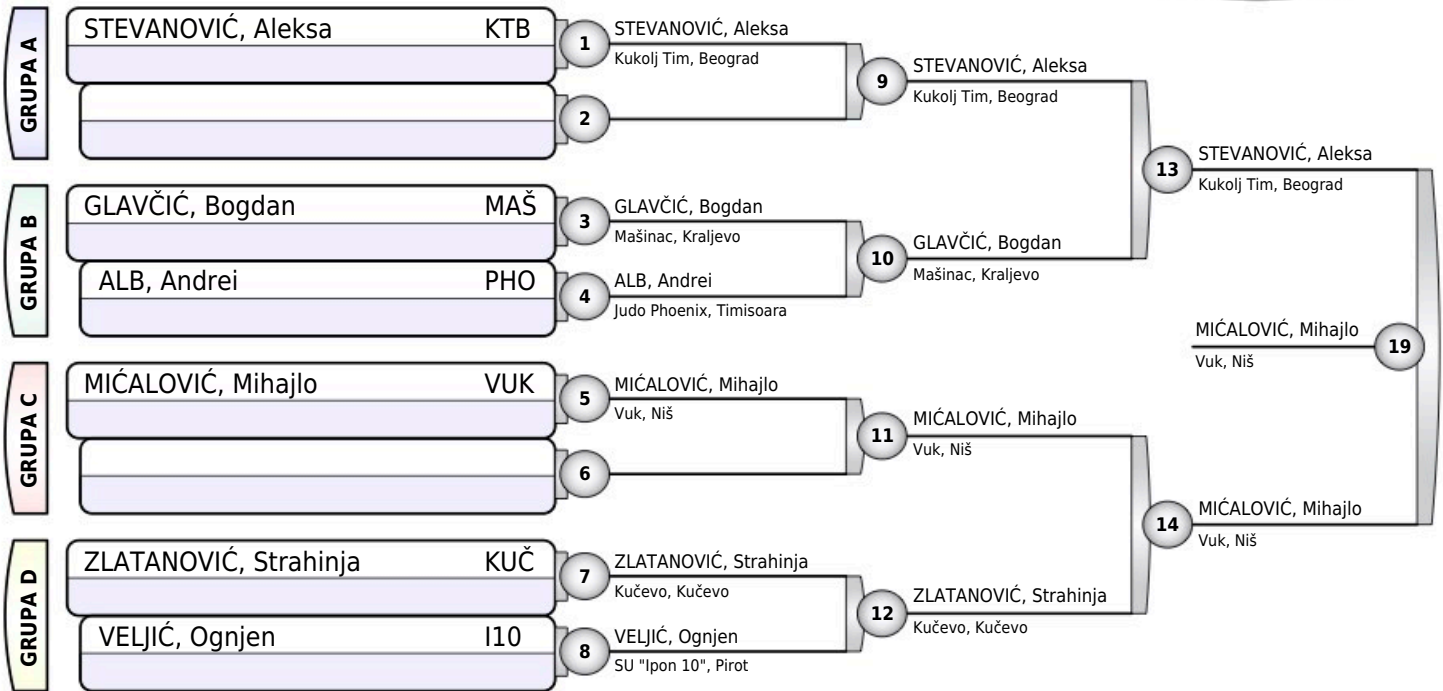 GRUPA A
STEVANOVIĆ, Aleksa KTB
1
STEVANOVIĆ, Aleksa
Kukolj Tim, Beograd
2
9
STEVANOVIĆ, Aleksa
Kukolj Tim, Beograd
GRUPA B
GLAVČIĆ, Bogdan MAŠ
3
GLAVČIĆ, Bogdan
Mašinac, Kraljevo
ALB, Andrei PHO
4
ALB, Andrei
Judo Phoenix, Timisoara
10
GLAVČIĆ, Bogdan
Mašinac, Kraljevo
13
STEVANOVIĆ, Aleksa
Kukolj Tim, Beograd
GRUPA C
MIĆALOVIĆ, Mihajlo VUK
5
MIĆALOVIĆ, Mihajlo
Vuk, Niš
6
11
MIĆALOVIĆ, Mihajlo
Vuk, Niš
GRUPA D
ZLATANOVIĆ, Strahinja KUČ
7
ZLATANOVIĆ, Strahinja
Kučevo, Kučevo
VELJIĆ, Ognjen I10
8
VELJIĆ, Ognjen
SU "Ipon 10", Pirot
12
ZLATANOVIĆ, Strahinja
Kučevo, Kučevo
14
MIĆALOVIĆ, Mihajlo
Vuk, Niš
MIĆALOVIĆ, Mihajlo
Vuk, Niš
19